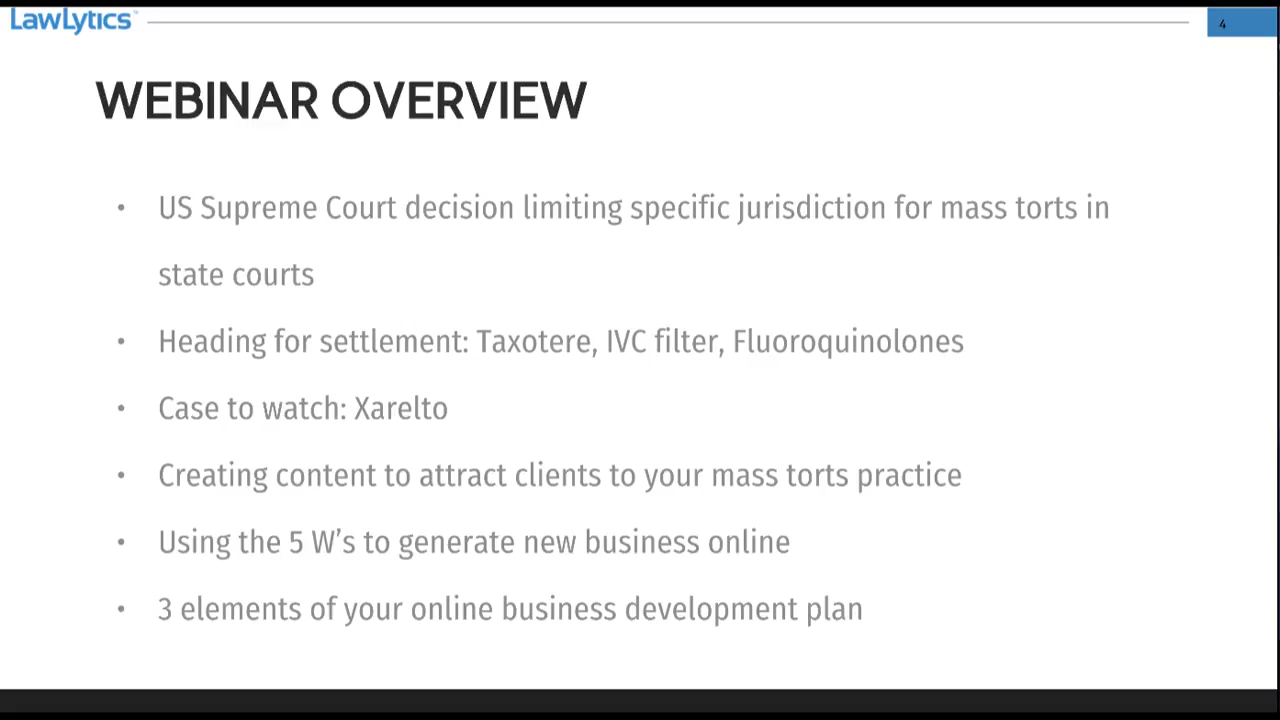 LawLytics™
4
WEBINAR OVERVIEW
• US Supreme Court decision limiting specific jurisdiction for mass torts in
state courts
• Heading for settlement: Taxotere, IVC filter, Fluoroquinolones
• Case to watch: Xarelto
• Creating content to attract clients to your mass torts practice
• Using the 5 W’s to generate new business online
• 3 elements of your online business development plan